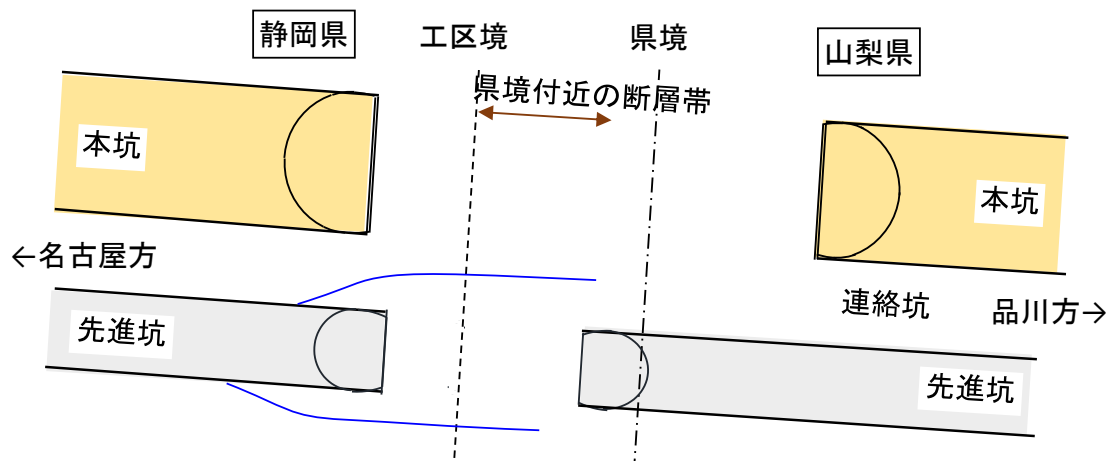 静岡県
工区境
県境
山梨県
県境付近の断層帯
本坑
本坑
←名古屋方
連絡坑
品川方→
先進坑
先進坑